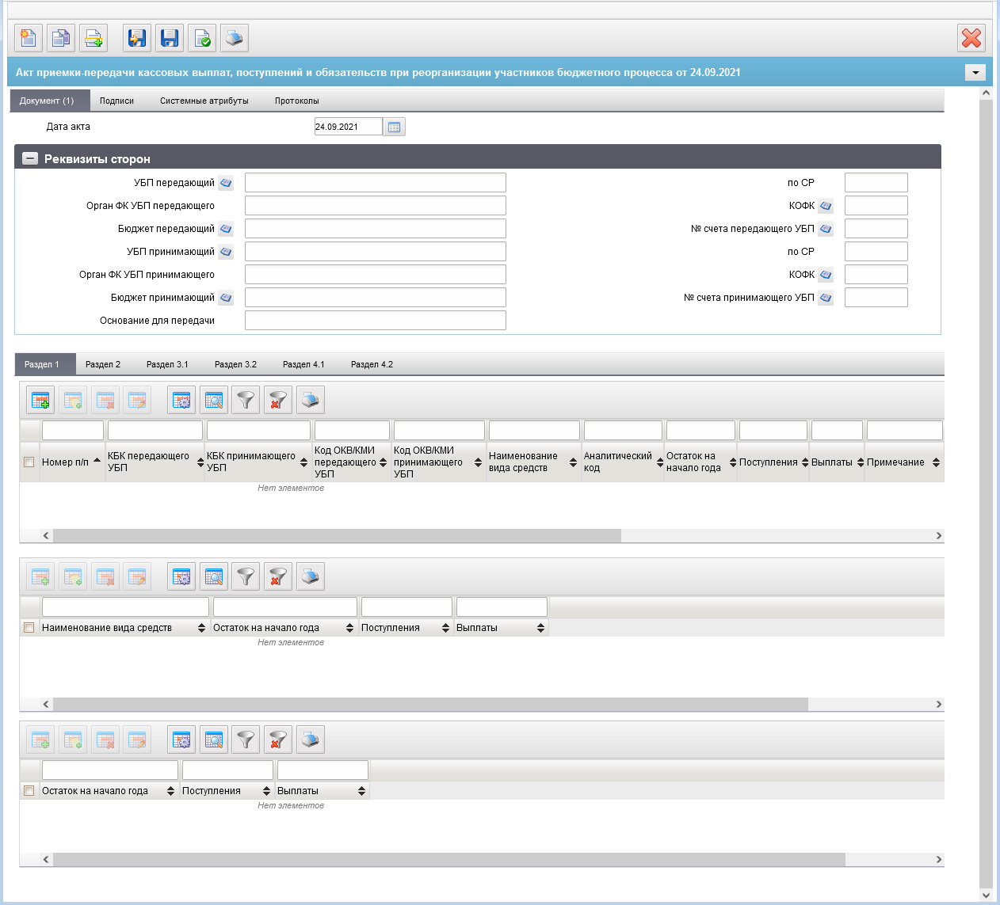 Акт приемки-передачи кассовых выплат, поступлений и обязательств при реорганизации участников бюджетного процесса от 24.09.2021
Документ (1) Подписи Системные атрибуты Протоколы
Дата акта 24.09.2021
Реквизиты сторон
УБП передающий по СР
Орган ФК УБП передающего КОФК
Бюджет передающий № счета передающего УБП
УБП принимающий по СР
Орган ФК УБП принимающего КОФК
Бюджет принимающий № счета принимающего УБП
Основание для передачи
Раздел 1 Раздел 2 Раздел 3.1 Раздел 3.2 Раздел 4.1 Раздел 4.2
Номер п/п
КБК передающего
УБП
КБК принимающего
УБП
Код ОКВ/КМИ
передающего
УБП
Код ОКВ/КМИ
принимающего
УБП
Наименование
вида средств
Аналитический
код
Остаток на
начало года
Поступления
Выплаты
Примечание
Нет элементов
Наименование вида средств Остаток на начало года Поступления Выплаты
Нет элементов
Остаток на начало года Поступления Выплаты
Нет элементов